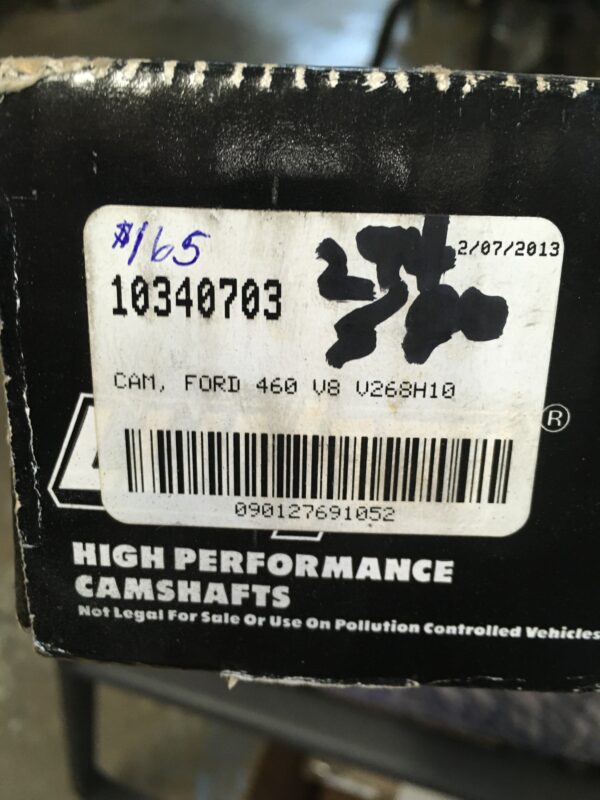 $165
2/07/2013
10340703
CAM, FORD 460 V8 V268H10
®
090127691052
HIGH PERFORMANCE
CAMSHAFTS
Not Legal For Sale Or Use On Pollution Controlled Vehicles